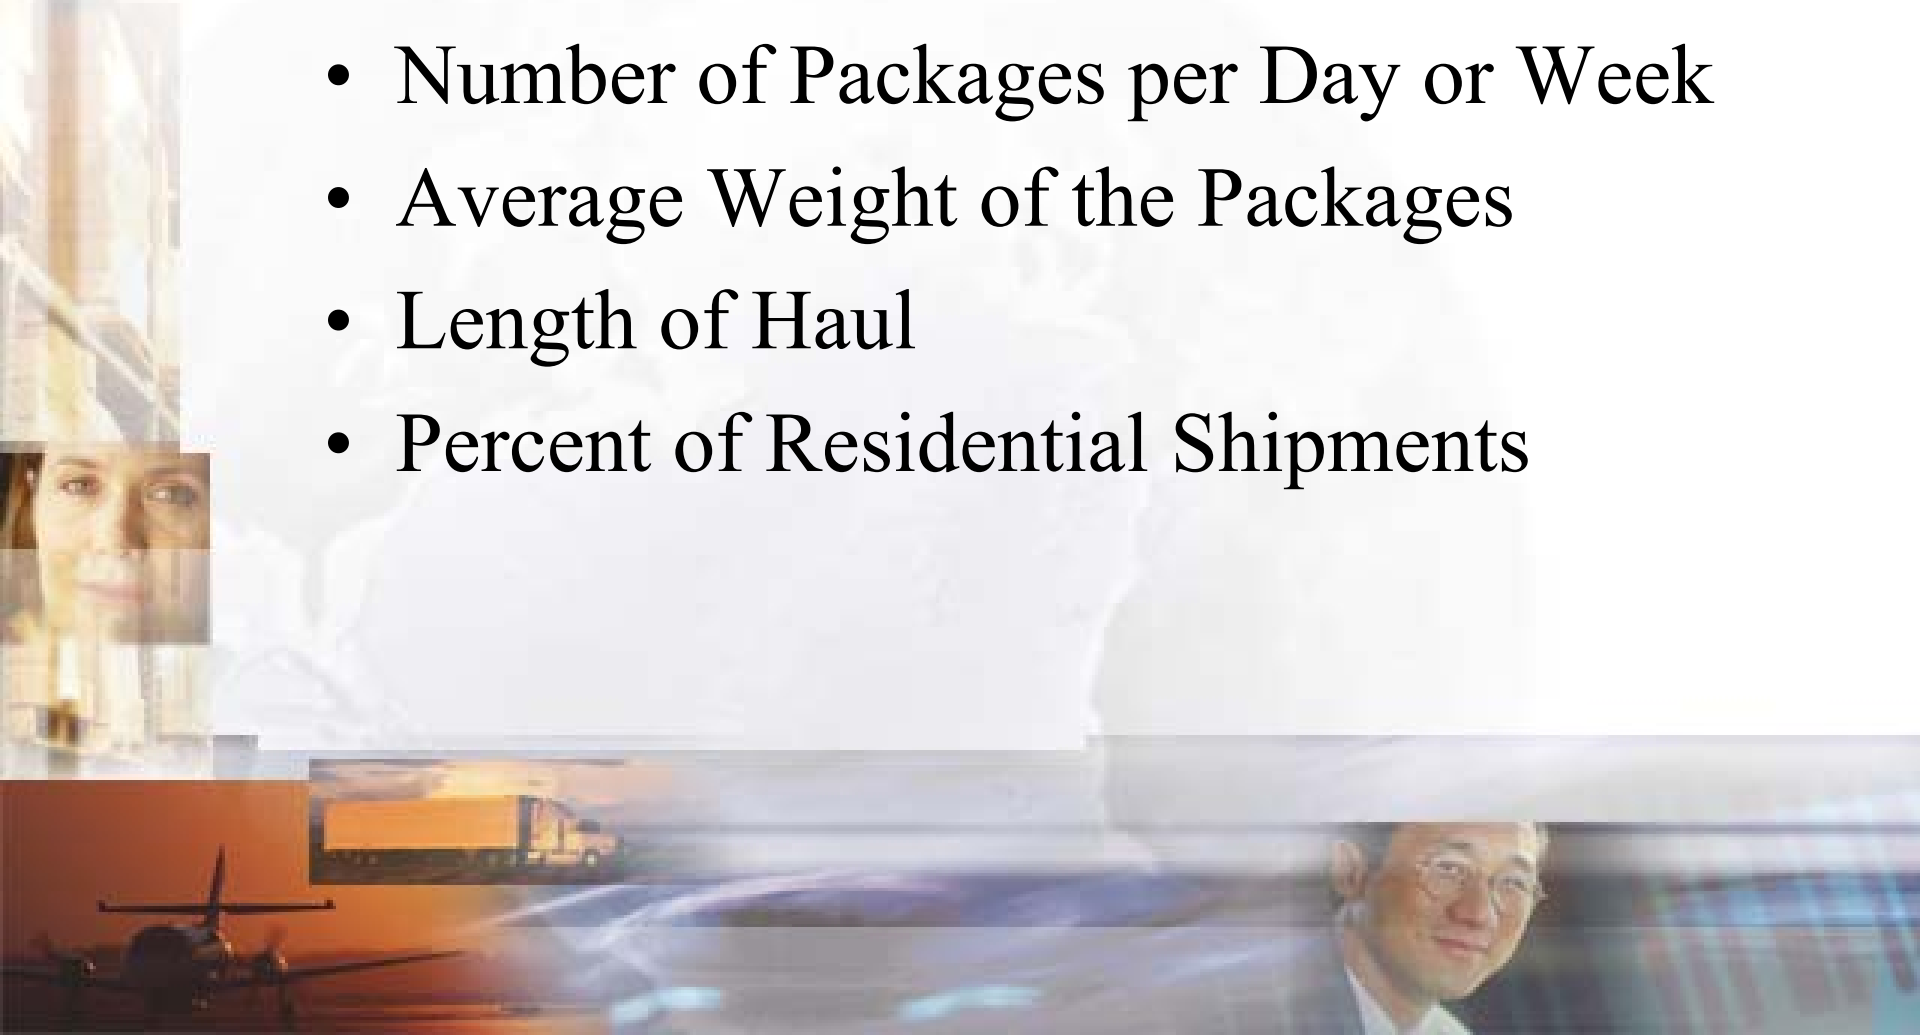 • Number of Packages per Day or Week
• Average Weight of the Packages
• Length of Haul
• Percent of Residential Shipments